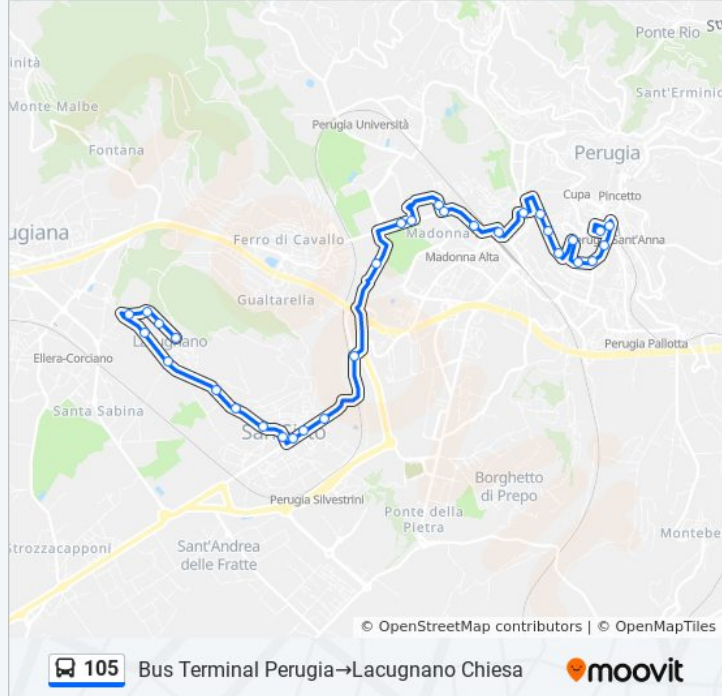 Ponte Rio
inità
Sant'Erminio
Monte Malbe
Perugia Università
Fontana
Perugia
Cupa
Pincetto
ugiana
Ferro di Cavallo
Madonna
Sant'Anna
Madonna Alta
Gualtarella
Ellera-Corciano
Perugia Pallotta
Santa Sabina
Borghetto
di Prepo
Perugia Silvestrini
Ponte della
Pietra
Montebe
Strozzacapponi
Sant'Andrea
delle Fratte
© OpenStreetMap contributors | © OpenMapTiles
105 Bus Terminal Perugia→Lacugnano Chiesa
moovit